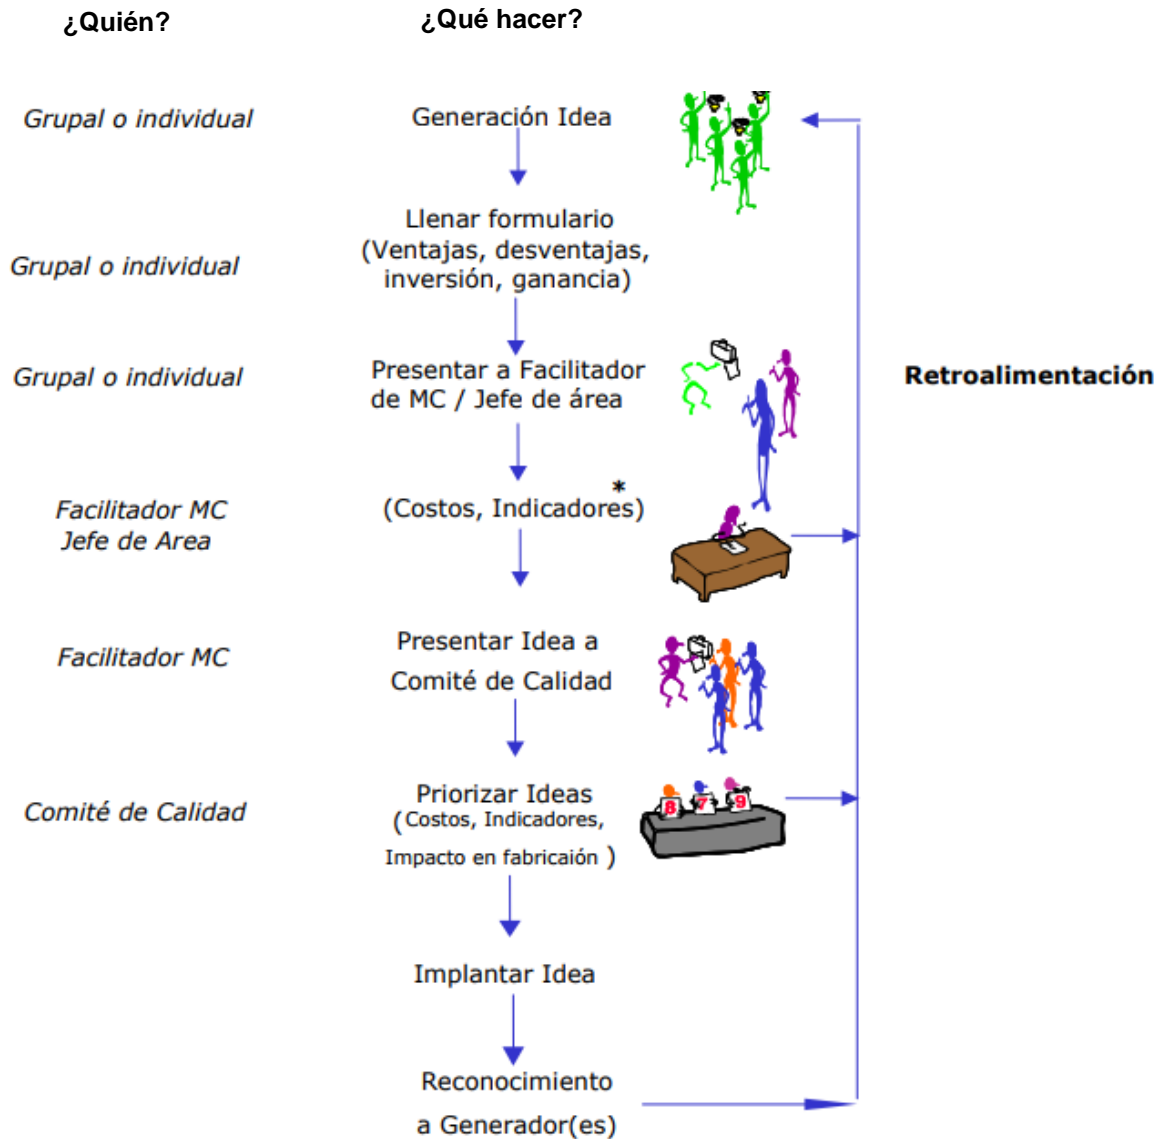 ¿Quién?
¿Qué hacer?
Grupal o individual
Generación Idea
Grupal o individual
Llenar formulario
(Ventajas, desventajas,
inversión, ganancia)
Grupal o individual
Presentar a Facilitador
de MC / Jefe de área
Retroalimentación
Facilitador MC
Jefe de Area
*
(Costos, Indicadores)
Facilitador MC
Presentar Idea a
Comité de Calidad
Comité de Calidad
Priorizar Ideas
(Costos, Indicadores,
Impacto en fabricaión )
8 7 9
Implantar Idea
Reconocimiento
a Generador(es)